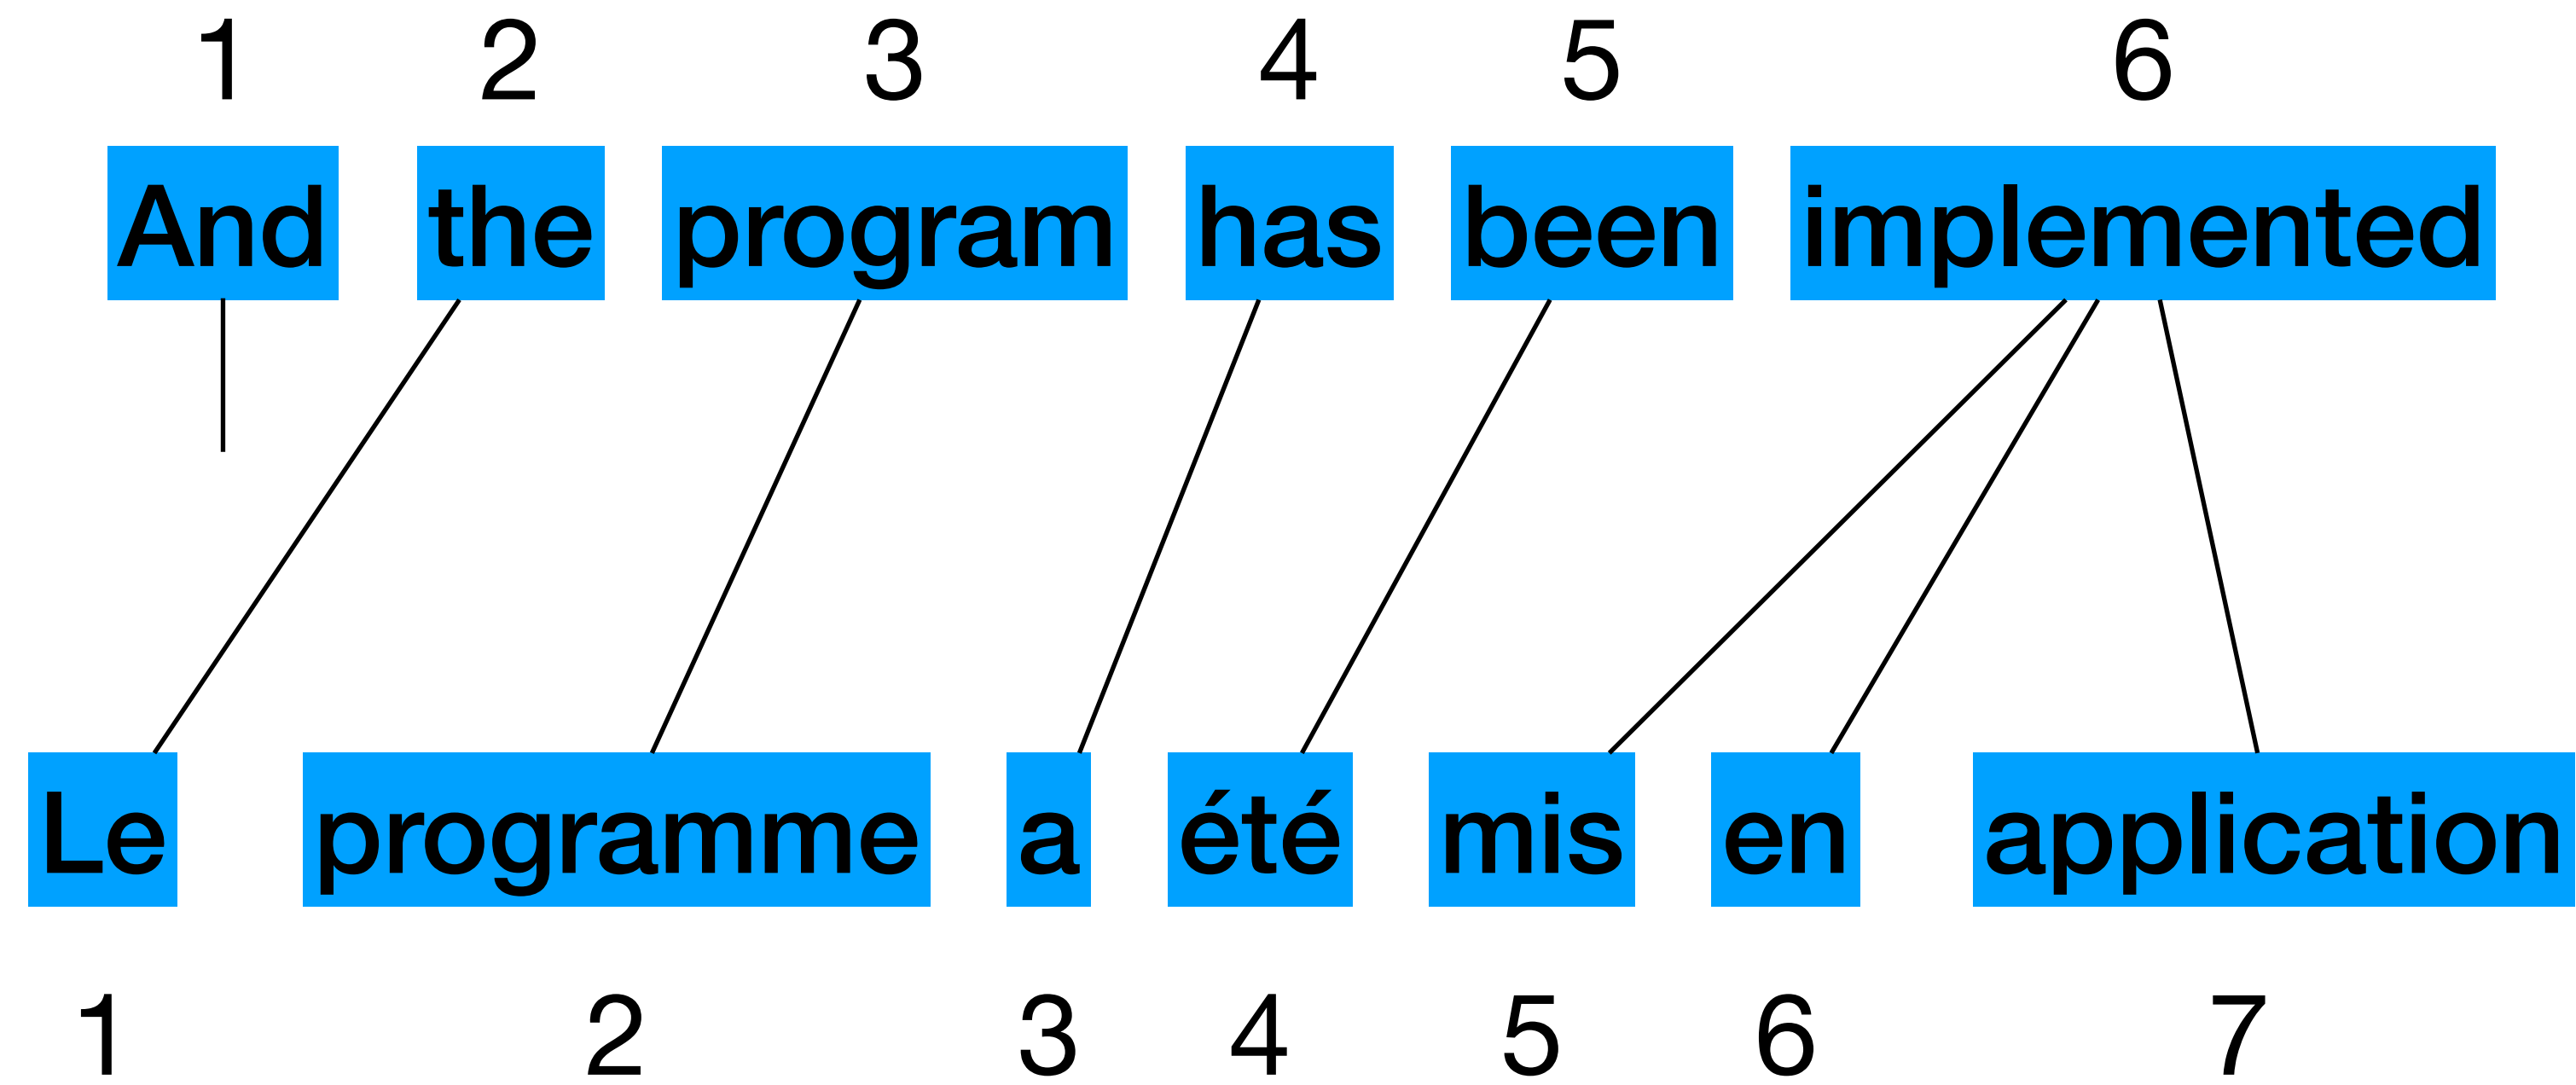 1 2 3 4 5 6
And the program has been implemented
Le programme a été mis en application
1 2 3 4 5 6 7